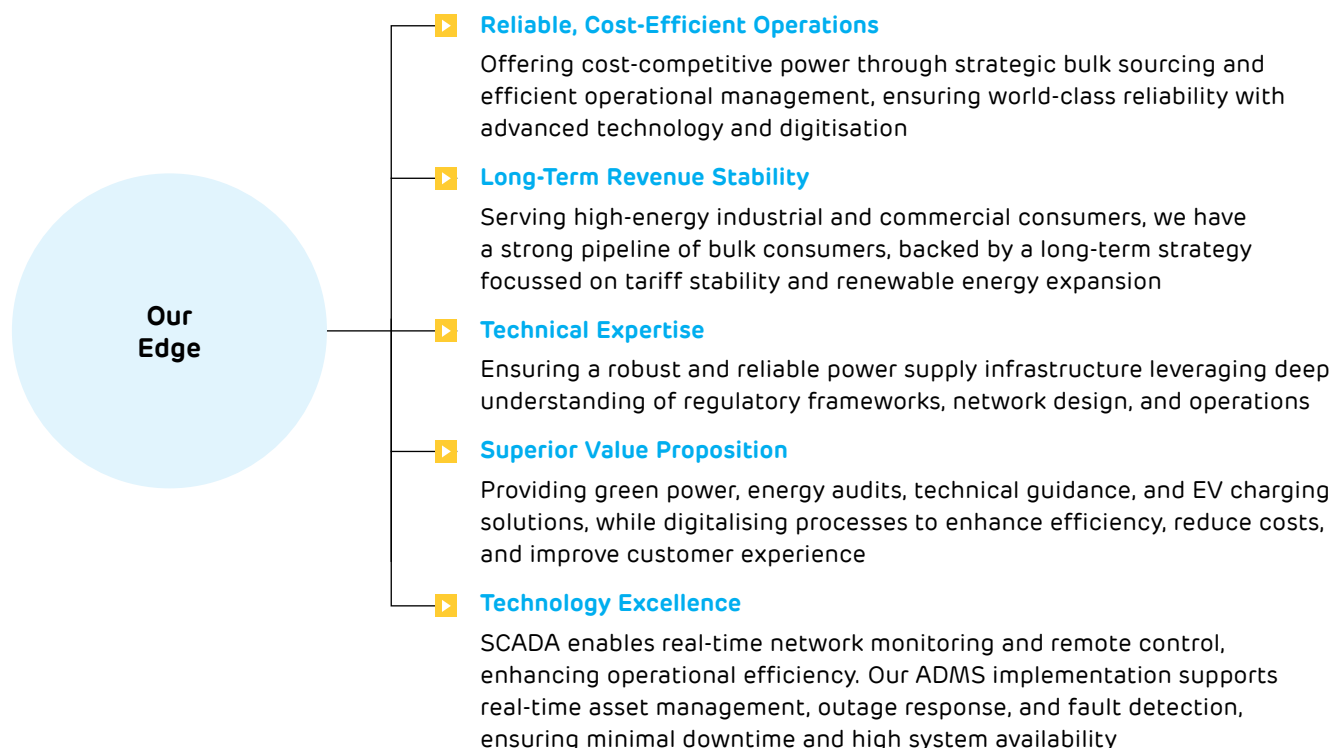 Our
Edge
Reliable, Cost-Efficient Operations
Offering cost-competitive power through strategic bulk sourcing and
efficient operational management, ensuring world-class reliability with
advanced technology and digitisation
Long-Term Revenue Stability
Serving high-energy industrial and commercial consumers, we have
a strong pipeline of bulk consumers, backed by a long-term strategy
focussed on tariff stability and renewable energy expansion
Technical Expertise
Ensuring a robust and reliable power supply infrastructure leveraging deep
understanding of regulatory frameworks, network design, and operations
Superior Value Proposition
Providing green power, energy audits, technical guidance, and EV charging
solutions, while digitalising processes to enhance efficiency, reduce costs,
and improve customer experience
Technology Excellence
SCADA enables real-time network monitoring and remote control,
enhancing operational efficiency. Our ADMS implementation supports
real-time asset management, outage response, and fault detection,
ensuring minimal downtime and high system availability